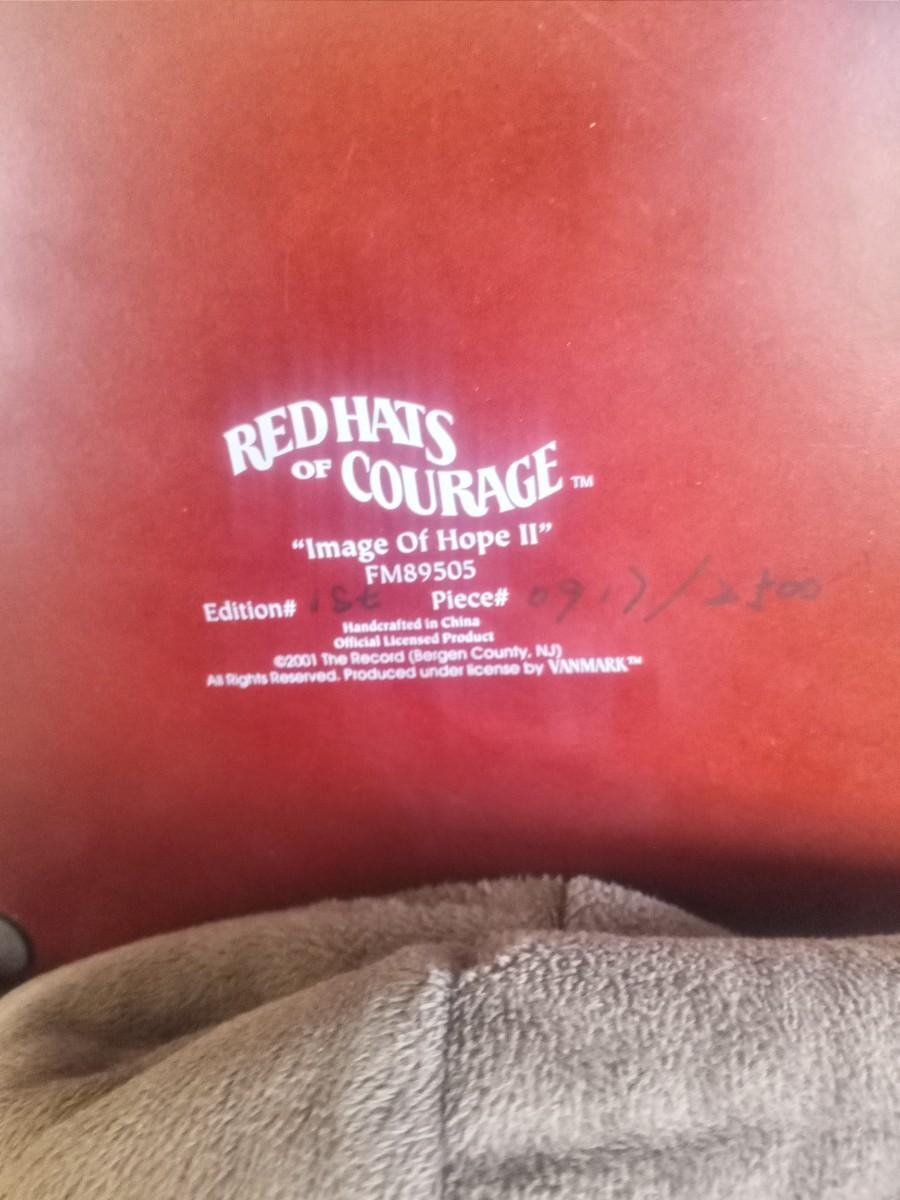 RED HATS
OF COURAGE ™
“Image Of Hope II”
FM89505
Edition# 1st Piece# 0917/2500
Handcrafted in China
Official Licensed Product
©2001 The Record (Bergen County, NJ)
All Rights Reserved. Produced under license by VANMARK™